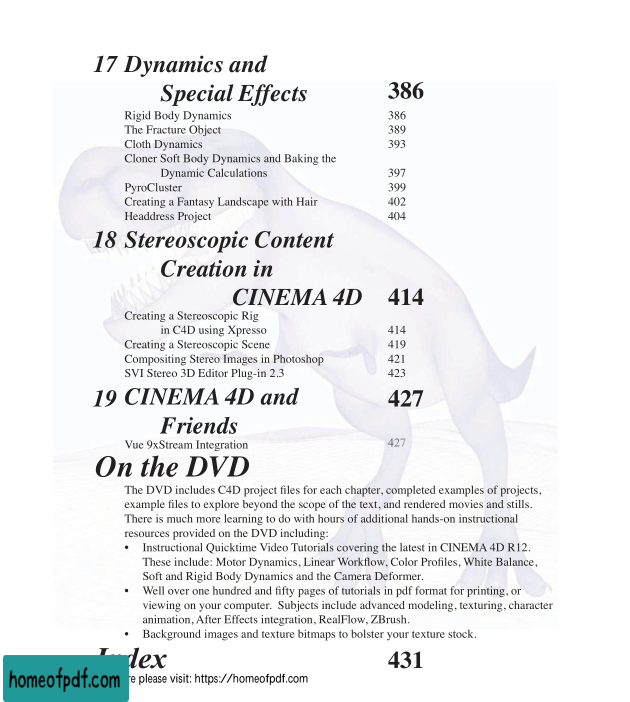 17 Dynamics and
Special Effects 386
Rigid Body Dynamics 386
The Fracture Object 389
Cloth Dynamics 393
Cloner Soft Body Dynamics and Baking the
Dynamic Calculations 397
PyroCluster 399
Creating a Fantasy Landscape with Hair 402
Headdress Project 404
18 Stereoscopic Content
Creation in
CINEMA 4D 414
Creating a Stereoscopic Rig
in C4D using Xpresso 414
Creating a Stereoscopic Scene 419
Compositing Stereo Images in Photoshop 421
SVI Stereo 3D Editor Plug-in 2.3 423
19 CINEMA 4D and 427
Friends
Vue 9xStream Integration 427
On the DVD
The DVD includes C4D project files for each chapter, completed examples of projects,
example files to explore beyond the scope of the text, and rendered movies and stills.
There is much more learning to do with hours of additional hands-on instructional
resources provided on the DVD including:
• Instructional Quicktime Video Tutorials covering the latest in CINEMA 4D R12.
These include: Motor Dynamics, Linear Workflow, Color Profiles, White Balance,
Soft and Rigid Body Dynamics and the Camera Deformer.
• Well over one hundred and fifty pages of tutorials in pdf format for printing, or
viewing on your computer. Subjects include advanced modeling, texturing, character
animation, After Effects integration, RealFlow, ZBrush.
• Background images and texture bitmaps to bolster your texture stock.
Index 431
homeofpdf.com
please visit: https://homeofpdf.com